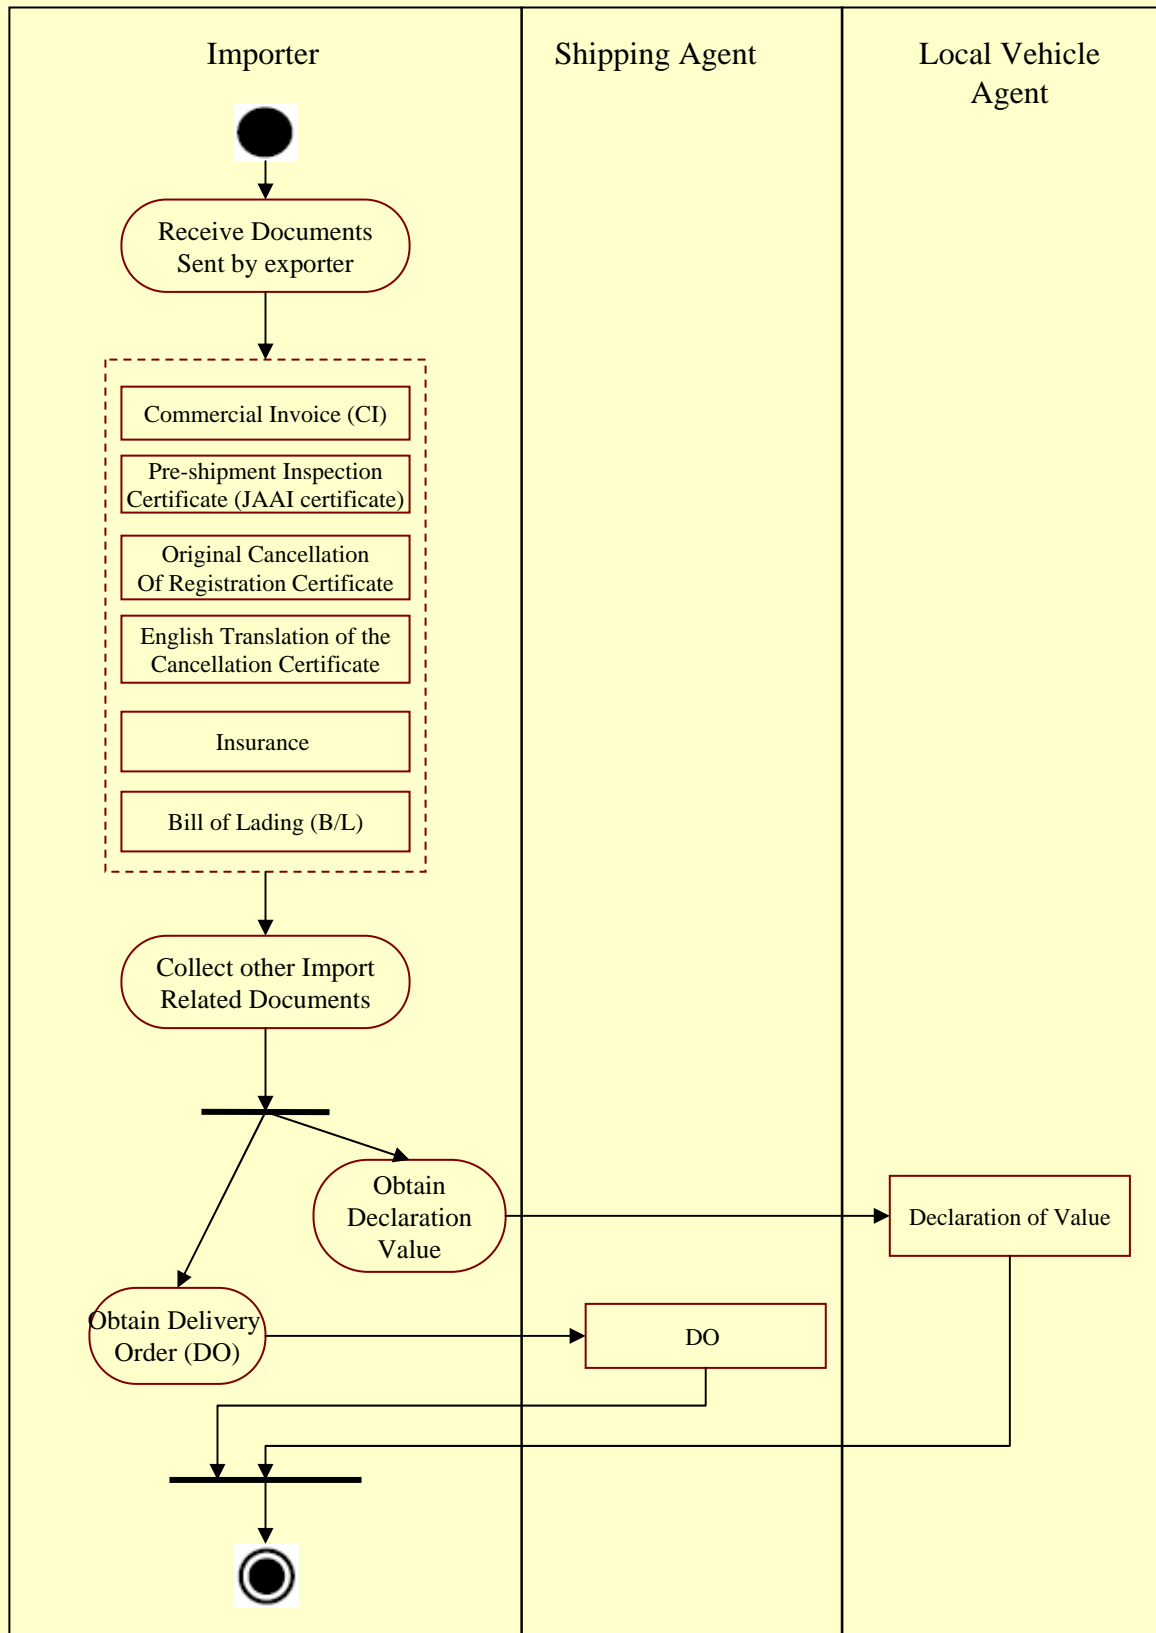 Importer
Shipping Agent
Local Vehicle
Agent
Receive Documents
Sent by exporter
Commercial Invoice (CI)
Pre-shipment Inspection
Certificate (JAAI certificate)
Original Cancellation
Of Registration Certificate
English Translation of the
Cancellation Certificate
Insurance
Bill of Lading (B/L)
Collect other Import
Related Documents
Obtain
Declaration
Value
Declaration of Value
Obtain Delivery
Order (DO)
DO